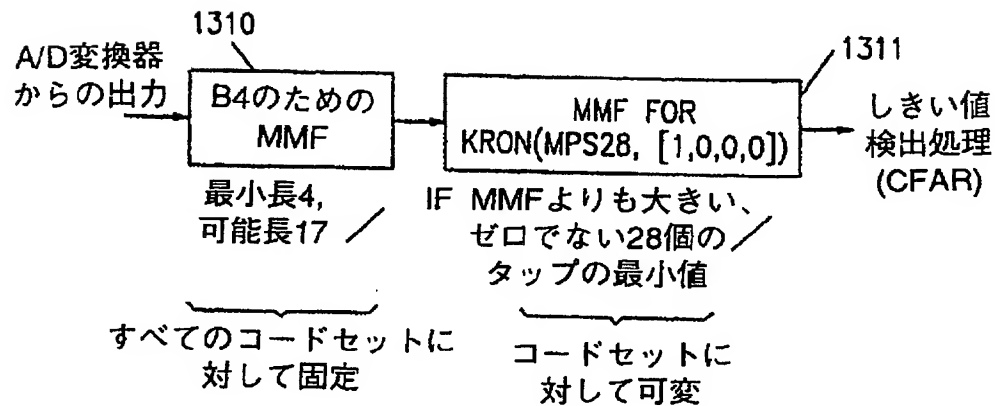 1310
A/D変換器
からの出力
B4のための
MMF
最小長4,
可能長17
すべてのコードセットに
対して固定
1311
MMF FOR
KRON(MPS28, [1,0,0,0])
IF MMFよりも大きい、
ゼロでない28個の
タップの最小値
コードセットに
対して可変
しきい値
検出処理
(CFAR)